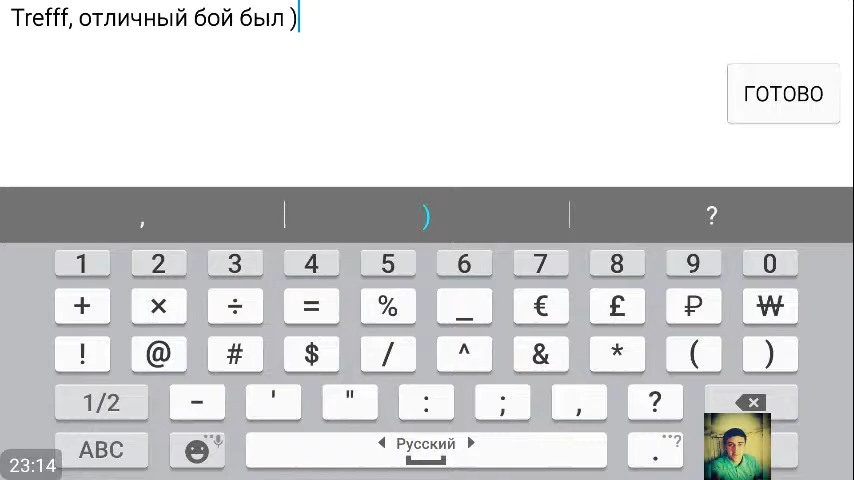 Trefff, отличный бой был )
ГОТОВО
, ) ?
1 2 3 4 5 6 7 8 9 0
+ × ÷ = % _ € £ ₽ ₩
! @ # $ / ^ & * ( )
1/2 - ' " : ; , ?
ABC Русский . ?
23:14